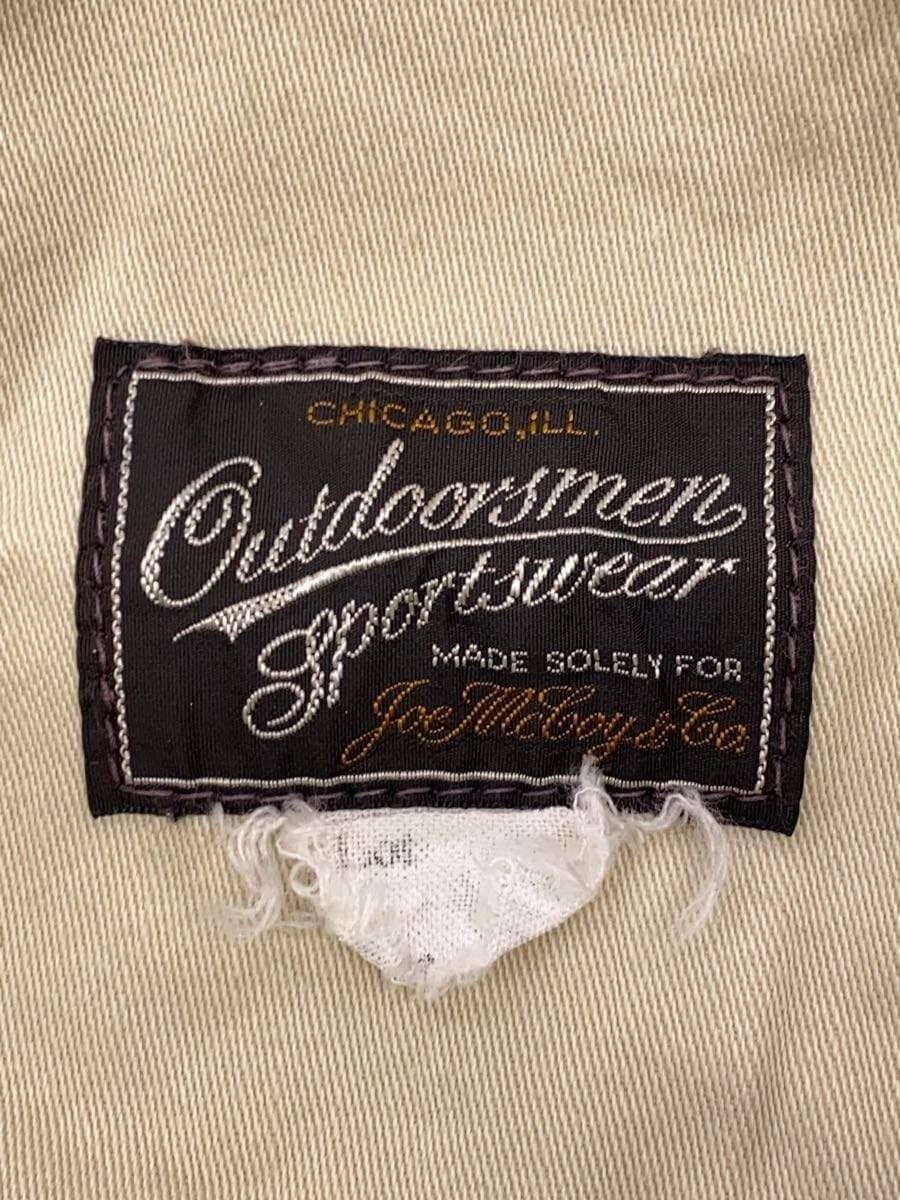 CHICAGO, ILL.
Outdoorsmen
Sportswear
MADE SOLELY FOR
Joe McCoy & Co.